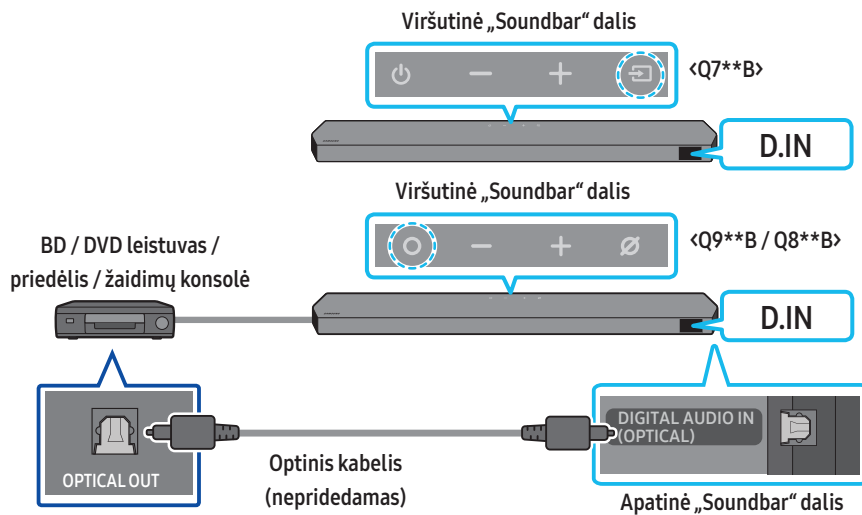 Viršutinė „Soundbar“ dalis
<Q7**B>
D.IN
Viršutinė „Soundbar“ dalis
<Q9**B / Q8**B>
BD / DVD leistuvas /
priedėlis / žaidimų konsolė
D.IN
OPTICAL OUT
Optinis kabelis
(nepridedamas)
DIGITAL AUDIO IN
(OPTICAL)
Apatinė „Soundbar“ dalis